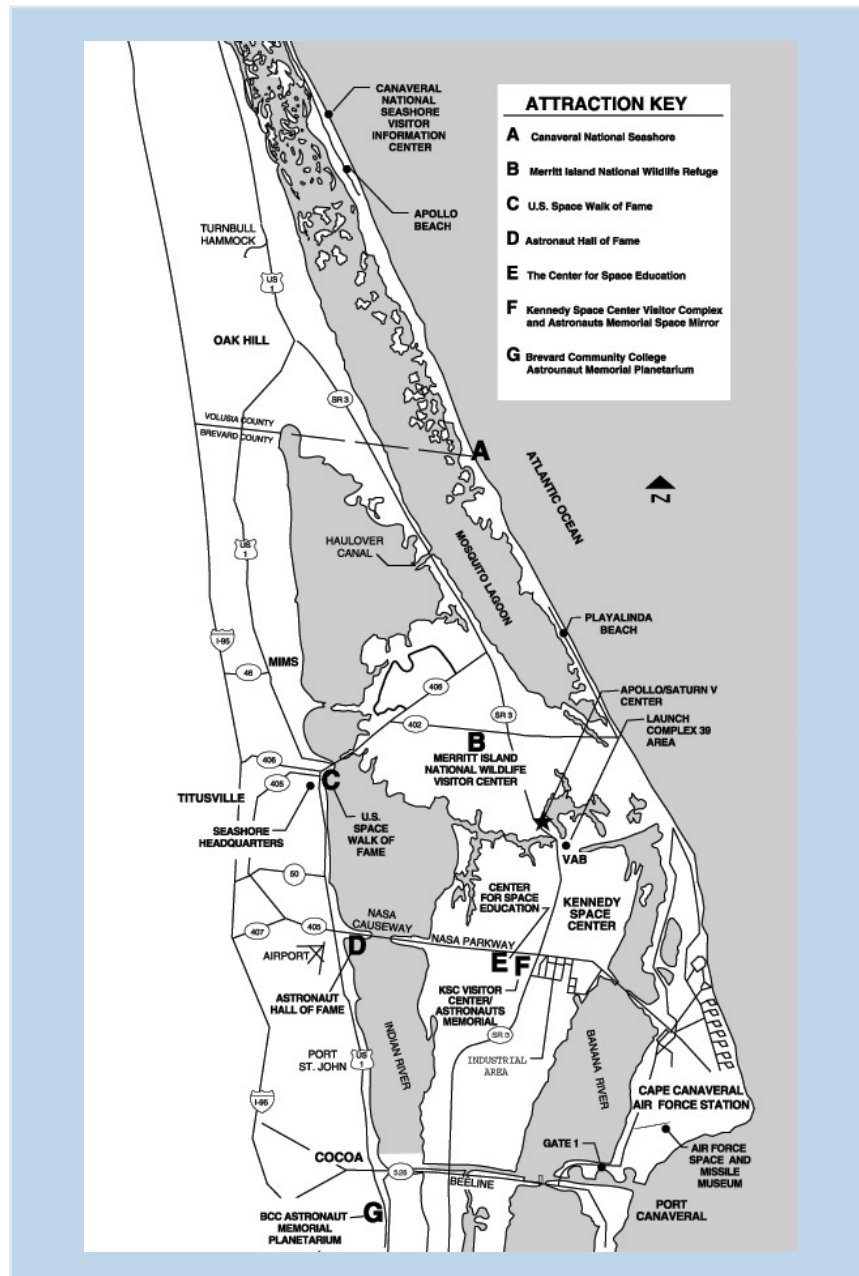 CANAVERAL
NATIONAL
SEASHORE
VISITOR
INFORMATION
CENTER
ATTRACTION KEY
A Canaveral National Seashore
B Merritt Island National Wildlife Refuge
C U.S. Space Walk of Fame
D Astronaut Hall of Fame
E The Center for Space Education
F Kennedy Space Center Visitor Complex
and Astronauts Memorial Space Mirror
G Brevard Community College
Astrounaut Memorial Planetarium
APOLLO
BEACH
TURNBULL
HAMMOCK
US
1
OAK HILL
SR 3
VOLUSIA COUNTY
BREVARD COUNTY
A
ATLANTIC OCEAN
N
HAULOVER
CANAL
US
1
MOSQUITO LAGOON
PLAYALINDA
BEACH
I-95
MIMS
46
406
SR 3
402
APOLLO/SATURN V
CENTER
LAUNCH
COMPLEX 39
AREA
B
MERRITT ISLAND
NATIONAL WILDLIFE
VISITOR CENTER
406
405
C
TITUSVILLE
SEASHORE
HEADQUARTERS
U.S.
SPACE
WALK OF
FAME
VAB
50
CENTER
FOR SPACE
EDUCATION
KENNEDY
SPACE
CENTER
NASA
CAUSEWAY
407
405
NASA PARKWAY
D
AIRPORT
E
F
ASTRONAUT
HALL OF FAME
KSC VISITOR
CENTER/
ASTRONAUTS
MEMORIAL
INDIAN RIVER
SR 3
INDUSTRIAL
AREA
BANANA RIVER
PORT
ST. JOHN
US
1
I-95
CAPE CANAVERAL
AIR FORCE STATION
COCOA
GATE 1
AIR FORCE
SPACE AND
MISSILE
MUSEUM
528
BEELINE
PORT
CANAVERAL
BCC ASTRONAUT
MEMORIAL
PLANETARIUM
G